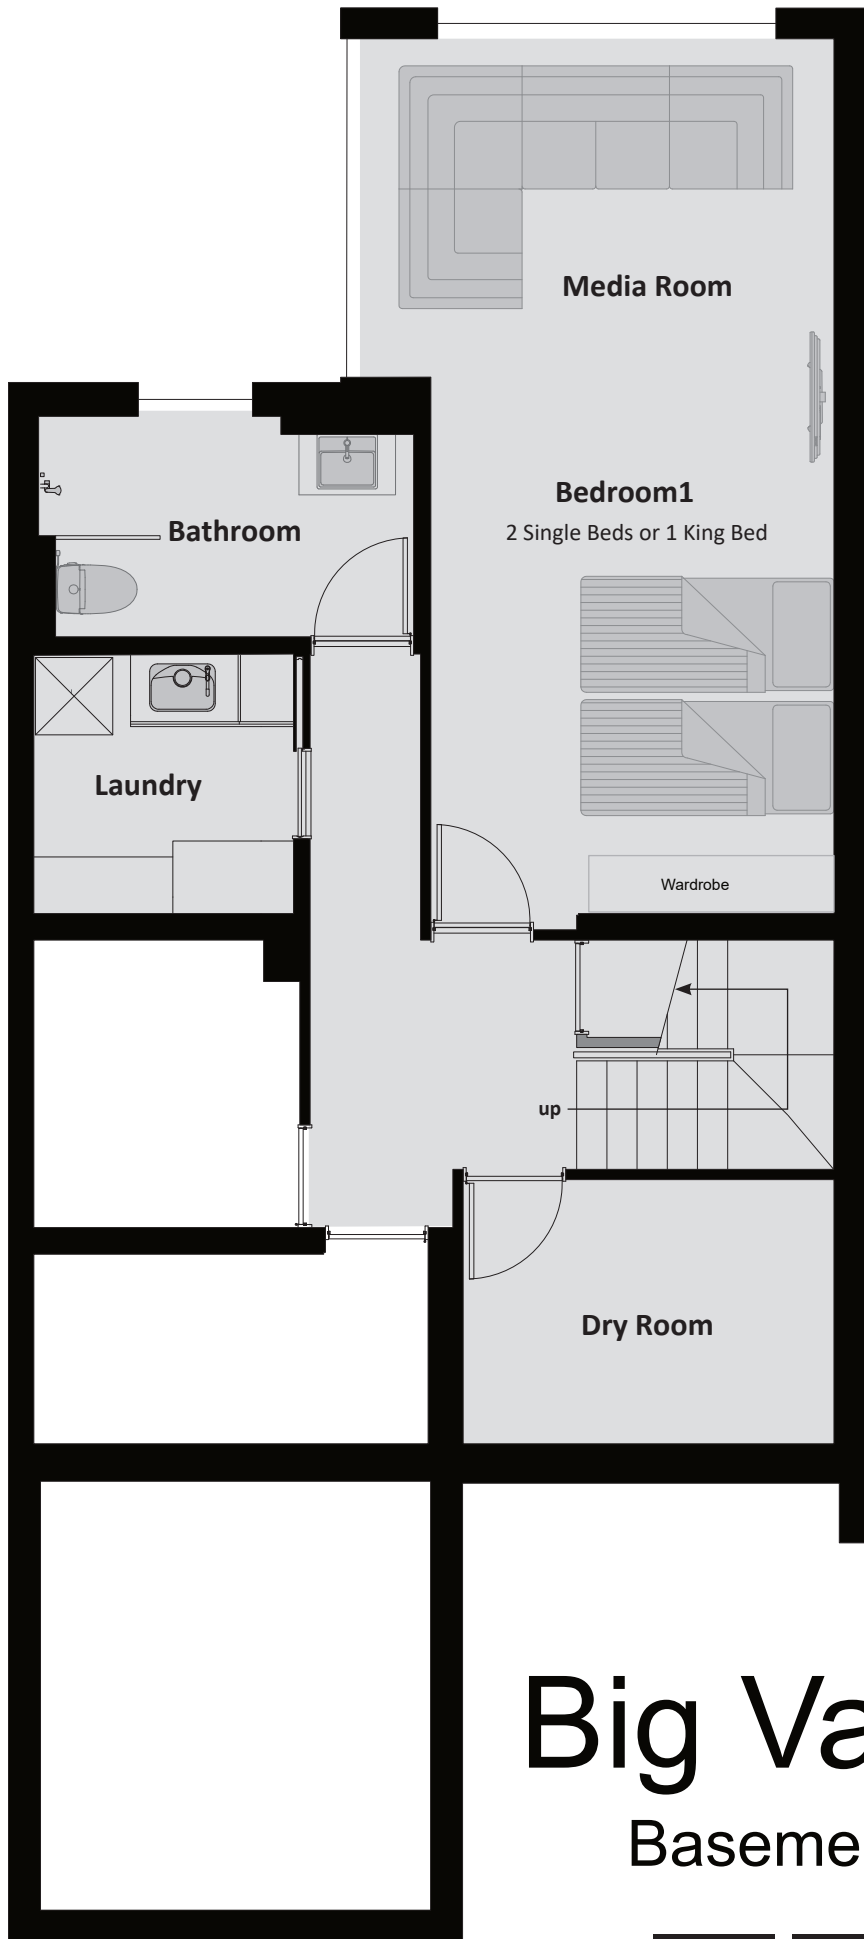 Media Room
Bedroom1
2 Single Beds or 1 King Bed
Bathroom
Laundry
Wardrobe
up
Dry Room
Big Va
Baseme